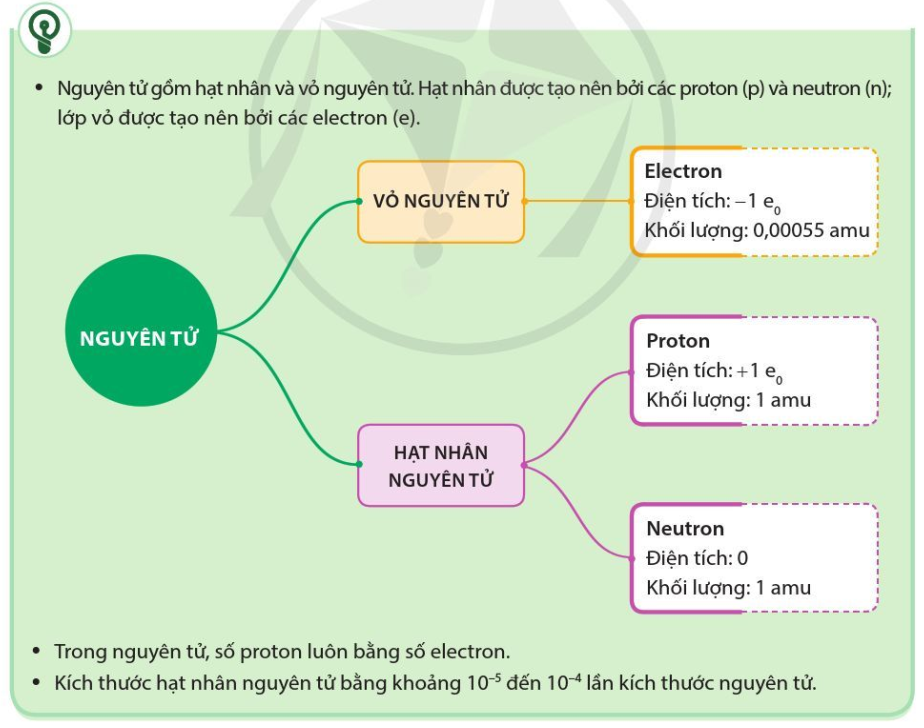 • Nguyên tử gồm hạt nhân và vỏ nguyên tử. Hạt nhân được tạo nên bởi các proton (p) và neutron (n);
lớp vỏ được tạo nên bởi các electron (e).
NGUYÊN TỬ
VỎ NGUYÊN TỬ
Electron
Điện tích: −1 e₀
Khối lượng: 0,00055 amu
HẠT NHÂN
NGUYÊN TỬ
Proton
Điện tích: +1 e₀
Khối lượng: 1 amu
Neutron
Điện tích: 0
Khối lượng: 1 amu
• Trong nguyên tử, số proton luôn bằng số electron.
• Kích thước hạt nhân nguyên tử bằng khoảng 10⁻⁵ đến 10⁻⁴ lần kích thước nguyên tử.